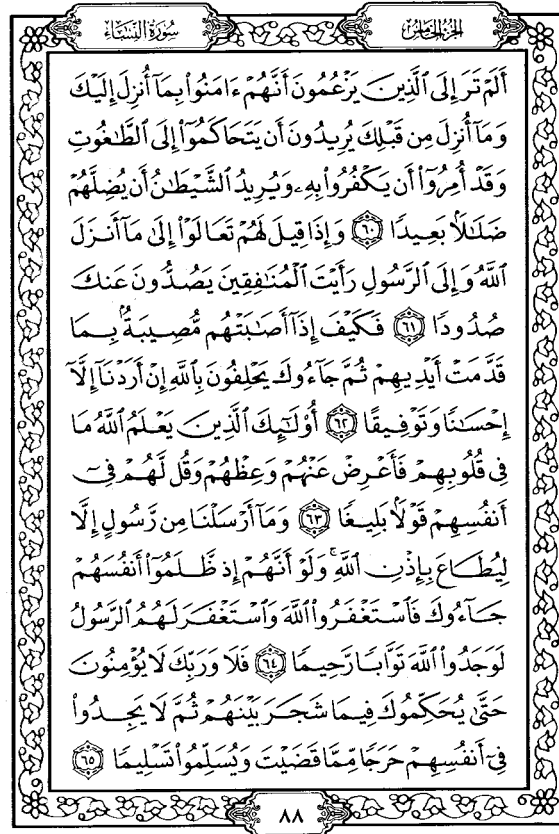 سُورَةُ النِّسَاءِ
الجُزءُ الخَامِسُ
أَلَمْ تَرَ إِلَى ٱلَّذِينَ يَزْعُمُونَ أَنَّهُمْ ءَامَنُوا۟ بِمَآ أُنزِلَ إِلَيْكَ
وَمَآ أُنزِلَ مِن قَبْلِكَ يُرِيدُونَ أَن يَتَحَاكَمُوٓا۟ إِلَى ٱلطَّٰغُوتِ
وَقَدْ أُمِرُوٓا۟ أَن يَكْفُرُوا۟ بِهِۦ وَيُرِيدُ ٱلشَّيْطَٰنُ أَن يُضِلَّهُمْ
ضَلَٰلًۢا بَعِيدًا ٦٠ وَإِذَا قِيلَ لَهُمْ تَعَالَوْا۟ إِلَىٰ مَآ أَنزَلَ
ٱللَّهُ وَإِلَى ٱلرَّسُولِ رَأَيْتَ ٱلْمُنَٰفِقِينَ يَصُدُّونَ عَنكَ
صُدُودًا ٦١ فَكَيْفَ إِذَآ أَصَٰبَتْهُم مُّصِيبَةٌۢ بِمَا
قَدَّمَتْ أَيْدِيهِمْ ثُمَّ جَآءُوكَ يَحْلِفُونَ بِٱللَّهِ إِنْ أَرَدْنَآ إِلَّآ
إِحْسَٰنًا وَتَوْفِيقًا ٦٢ أُو۟لَٰٓئِكَ ٱلَّذِينَ يَعْلَمُ ٱللَّهُ مَا
فِى قُلُوبِهِمْ فَأَعْرِضْ عَنْهُمْ وَعِظْهُمْ وَقُل لَّهُمْ فِىٓ
أَنفُسِهِمْ قَوْلًۢا بَلِيغًا ٦٣ وَمَآ أَرْسَلْنَا مِن رَّسُولٍ إِلَّا
لِيُطَاعَ بِإِذْنِ ٱللَّهِ ۚ وَلَوْ أَنَّهُمْ إِذ ظَّلَمُوٓا۟ أَنفُسَهُمْ
جَآءُوكَ فَٱسْتَغْفَرُوا۟ ٱللَّهَ وَٱسْتَغْفَرَ لَهُمُ ٱلرَّسُولُ
لَوَجَدُوا۟ ٱللَّهَ تَوَّابًا رَّحِيمًا ٦٤ فَلَا وَرَبِّكَ لَا يُؤْمِنُونَ
حَتَّىٰ يُحَكِّمُوكَ فِيمَا شَجَرَ بَيْنَهُمْ ثُمَّ لَا يَجِدُوا۟
فِىٓ أَنفُسِهِمْ حَرَجًا مِّمَّا قَضَيْتَ وَيُسَلِّمُوا۟ تَسْلِيمًا ٦٥
٨٨